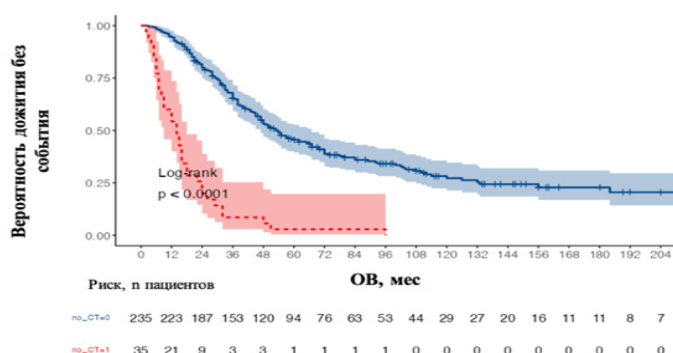 Вероятность дожития без
события
1.00
0.75
0.50
0.25
0.00
Log-rank
p < 0.0001
0 12 24 36 48 60 72 84 96 108 120 132 144 156 168 180 192 204
ОВ, мес
Риск, n пациентов
no_CT=0 235 223 187 153 120 94 76 63 53 44 29 27 20 16 11 11 8 7
no_CT=1 35 21 9 3 3 1 1 1 1 0 0 0 0 0 0 0 0 0